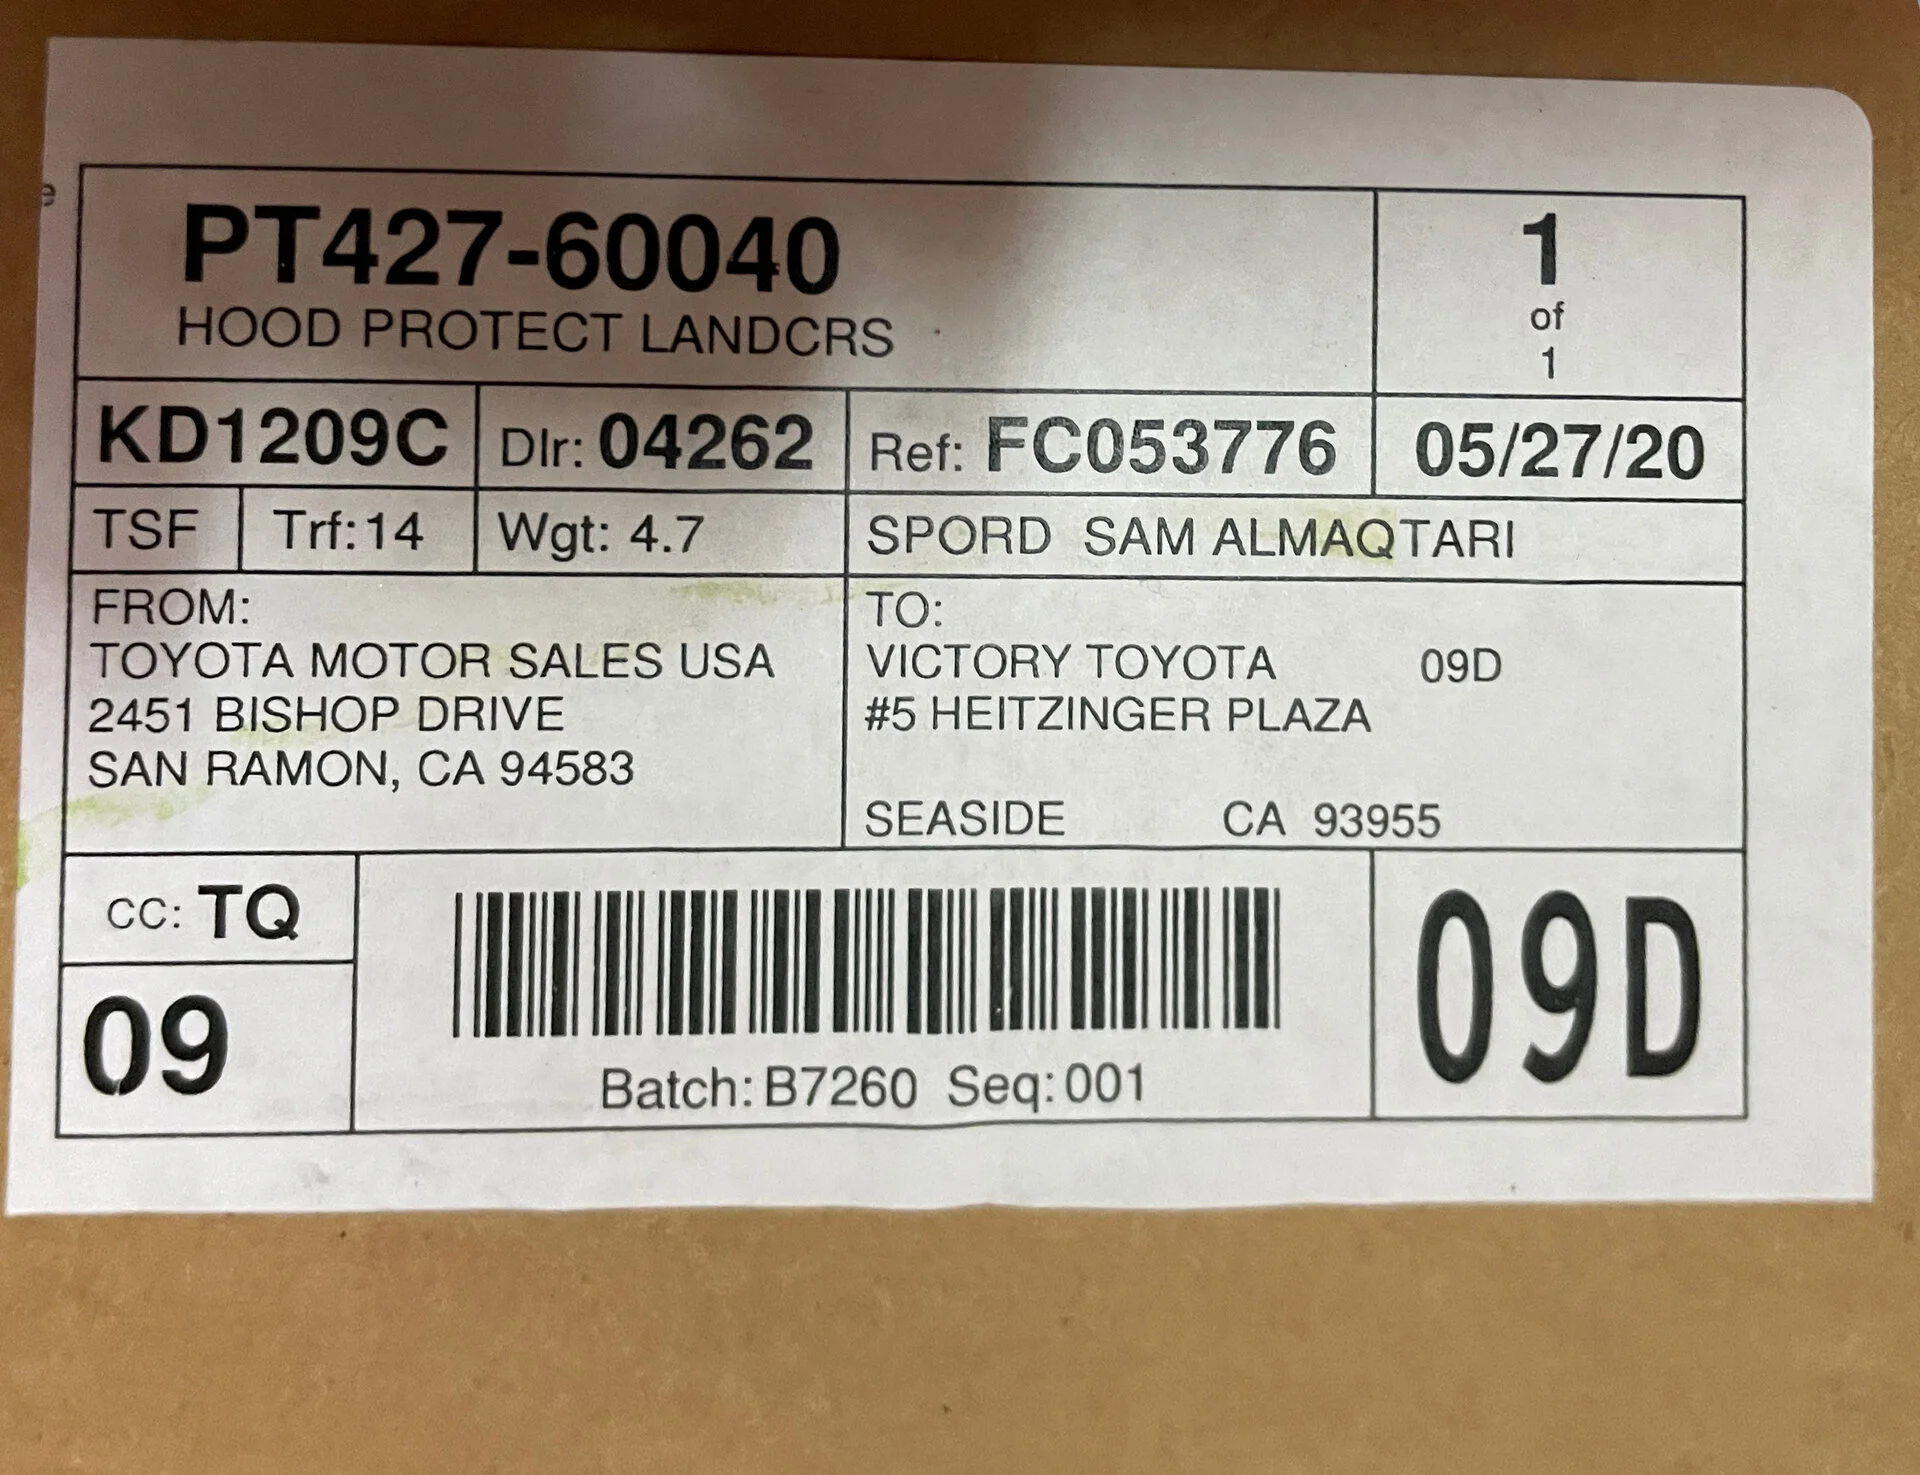 PT427-60040
HOOD PROTECT LANDCRS
1
of
1
KD1209C
Dlr: 04262
Ref: FC053776
05/27/20
TSF
Trf:14
Wgt: 4.7
SPORD SAM ALMAQTARI
FROM:
TOYOTA MOTOR SALES USA
2451 BISHOP DRIVE
SAN RAMON, CA 94583
TO:
VICTORY TOYOTA 09D
#5 HEITZINGER PLAZA
SEASIDE CA 93955
CC: TQ
09
Batch: B7260 Seq: 001
09D